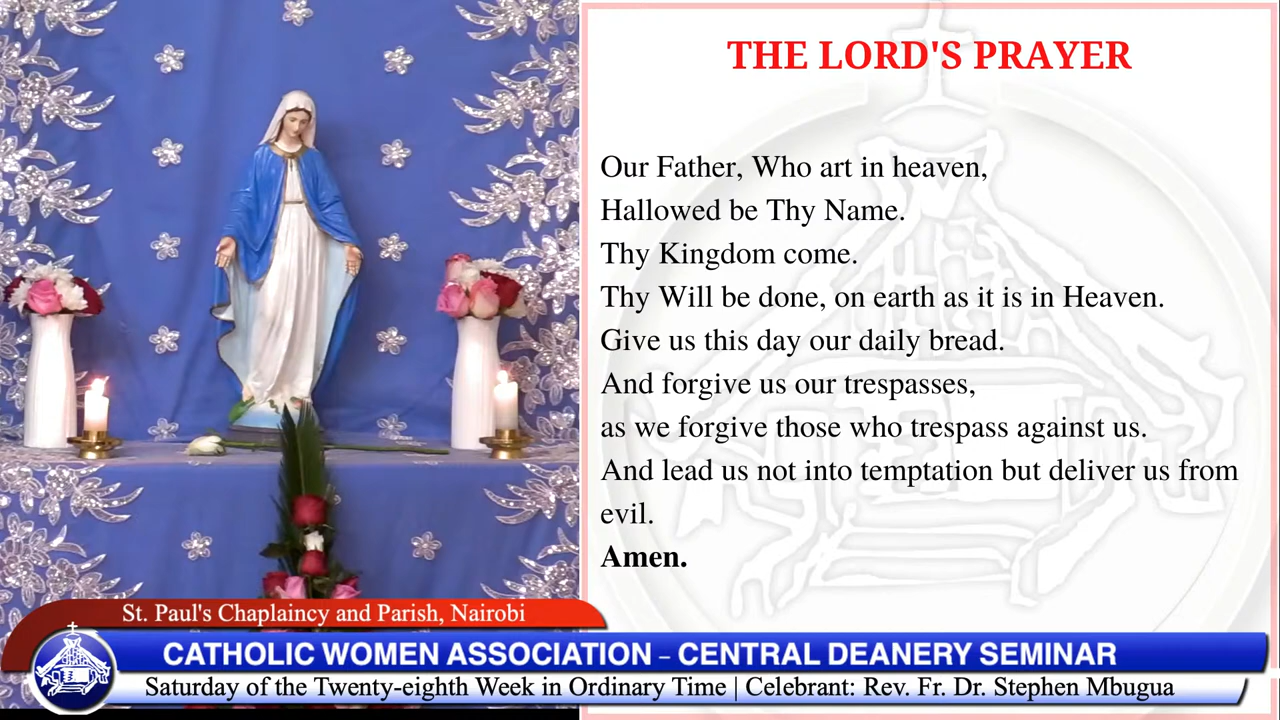 THE LORD'S PRAYER
Our Father, Who art in heaven,
Hallowed be Thy Name.
Thy Kingdom come.
Thy Will be done, on earth as it is in Heaven.
Give us this day our daily bread.
And forgive us our trespasses,
as we forgive those who trespass against us.
And lead us not into temptation but deliver us from
evil.
Amen.
St. Paul's Chaplaincy and Parish, Nairobi
CATHOLIC WOMEN ASSOCIATION – CENTRAL DEANERY SEMINAR
Saturday of the Twenty-eighth Week in Ordinary Time | Celebrant: Rev. Fr. Dr. Stephen Mbugua